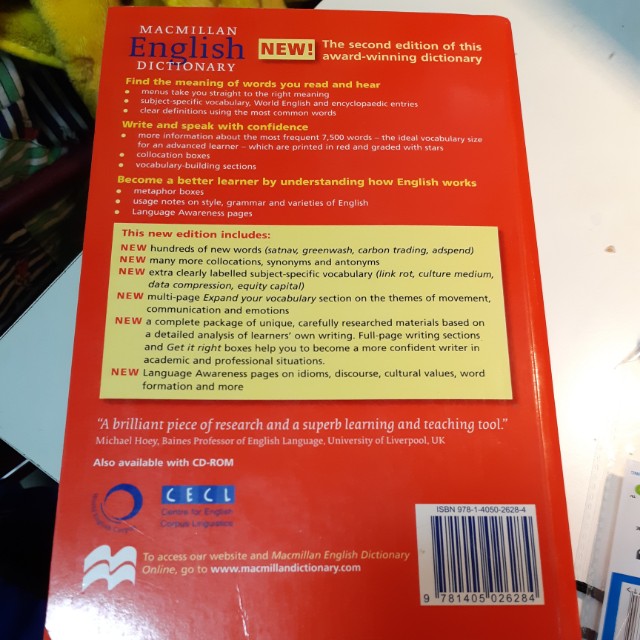 MACMILLAN
English
DICTIONARY
NEW! The second edition of this
award-winning dictionary
Find the meaning of words you read and hear
• menus take you straight to the right meaning
• subject-specific vocabulary, World English and encyclopaedic entries
• clear definitions using the most common words
Write and speak with confidence
• more information about the most frequent 7,500 words – the ideal vocabulary size
for an advanced learner – which are printed in red and graded with stars
• collocation boxes
• vocabulary-building sections
Become a better learner by understanding how English works
• metaphor boxes
• usage notes on style, grammar and varieties of English
• Language Awareness pages
This new edition includes:
NEW hundreds of new words (satnav, greenwash, carbon trading, adspend)
NEW many more collocations, synonyms and antonyms
NEW extra clearly labelled subject-specific vocabulary (link rot, culture medium,
data compression, equity capital)
NEW multi-page Expand your vocabulary section on the themes of movement,
communication and emotions
NEW a complete package of unique, carefully researched materials based on
a detailed analysis of learners' own writing. Full-page writing sections
and Get it right boxes help you to become a more confident writer in
academic and professional situations.
NEW Language Awareness pages on idioms, discourse, cultural values, word
formation and more
"A brilliant piece of research and a superb learning and teaching tool."
Michael Hoey, Baines Professor of English Language, University of Liverpool, UK
Also available with CD-ROM
CECL
Centre for English
Corpus Linguistics
To access our website and Macmillan English Dictionary
Online, go to www.macmillandictionary.com
ISBN 978-1-4050-2628-4
9 781405 026284